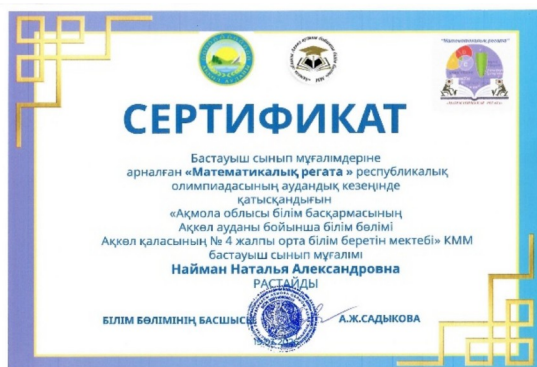 "Математикалық регата"
СЕРТИФИКАТ
Бастауыш сынып мұғалімдеріне
арналған «Математикалық регата » республикалық
олимпиадасының аудандық кезеңінде
қатысқандығын
«Ақмола облысы білім басқармасының
Ақкөл ауданы бойынша білім бөлімі
Ақкөл қаласының № 4 жалпы орта білім беретін мектебі» КММ
бастауыш сынып мұғалімі
Найман Наталья Александровна
РАСТАЙДЫ
БІЛІМ БӨЛІМІНІҢ БАСШЫСЫ
А.Ж.САДЫКОВА